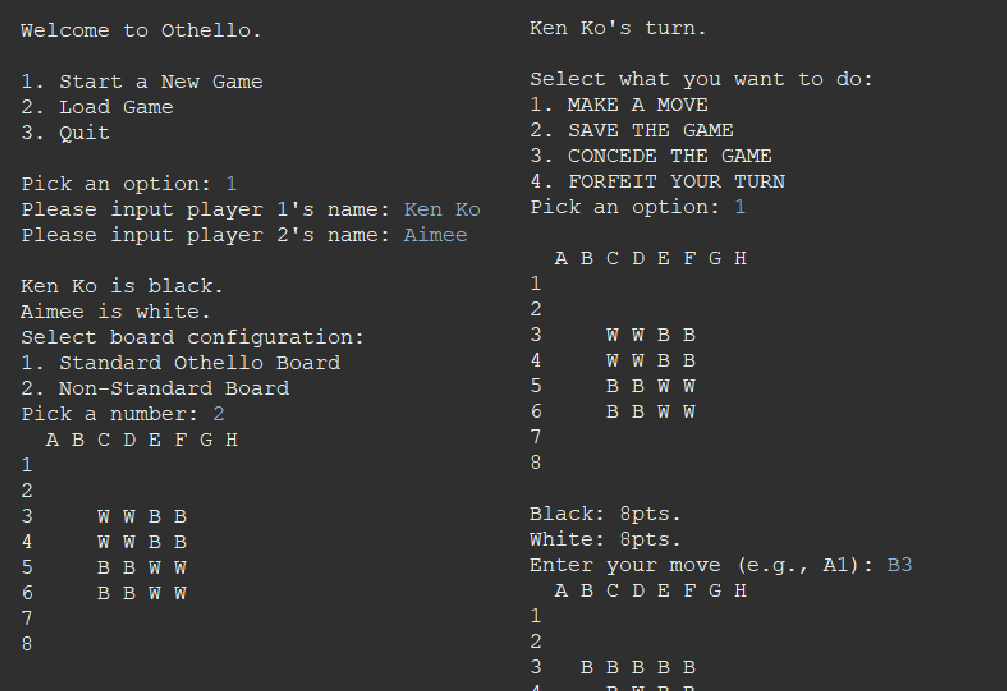 Welcome to Othello.
1. Start a New Game
2. Load Game
3. Quit
Pick an option: 1
Please input player 1's name: Ken Ko
Please input player 2's name: Aimee
Ken Ko is black.
Aimee is white.
Select board configuration:
1. Standard Othello Board
2. Non-Standard Board
Pick a number: 2
A B C D E F G H
1
2
3 W W B B
4 W W B B
5 B B W W
6 B B W W
7
8
Ken Ko's turn.
Select what you want to do:
1. MAKE A MOVE
2. SAVE THE GAME
3. CONCEDE THE GAME
4. FORFEIT YOUR TURN
Pick an option: 1
A B C D E F G H
1
2
3 W W B B
4 W W B B
5 B B W W
6 B B W W
7
8
Black: 8pts.
White: 8pts.
Enter your move (e.g., A1): B3
A B C D E F G H
1
2
3 B B B B B
4 B W B B